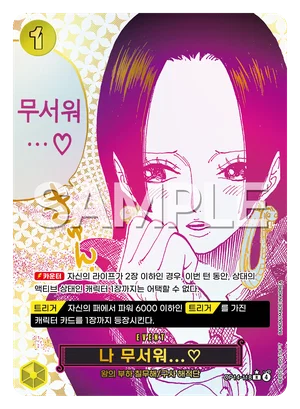 1
무서워
…♡
SAMPLE
카운터 자신의 라이프가 2장 이하인 경우, 이번 턴 동안, 상대의
액티브 상태인 캐릭터 1장까지는 어택할 수 없다.
트리거 자신의 패에서 파워 6000 이하인 트리거 를 가진
캐릭터 카드를 1장까지 등장시킨다.
EVENT
나 무서워…♡
왕의 부하 칠무해/구사 해적단